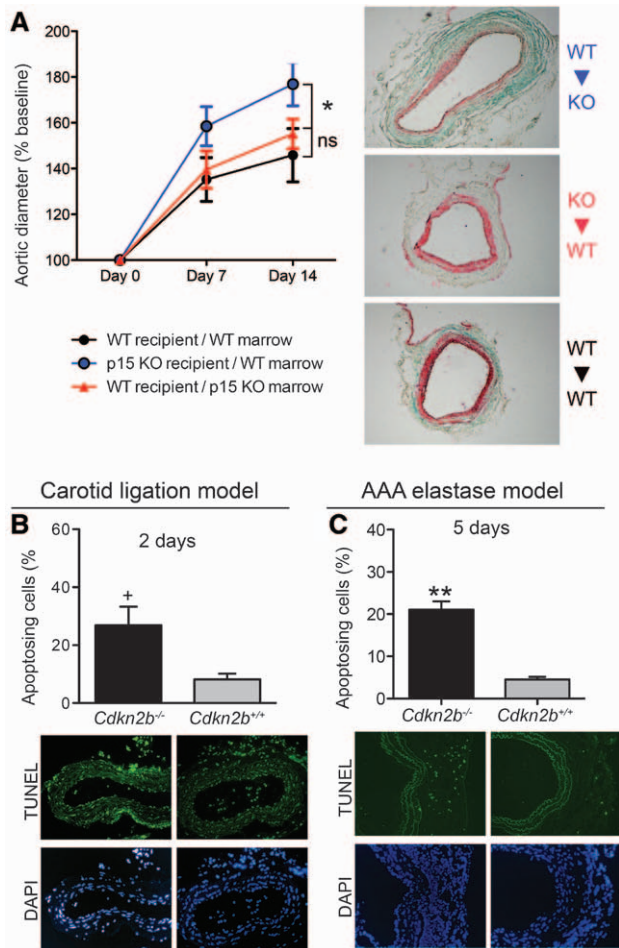 A
Aortic diameter (% baseline)
200
180
160
140
120
100
Day 0
Day 7
Day 14
*
ns
WT recipient / WT marrow
p15 KO recipient / WT marrow
WT recipient / p15 KO marrow
WT
KO
KO
WT
WT
WT
Carotid ligation model
B
2 days
Apoptosing cells (%
60
40
20
0
+
Cdkn2b-/-
Cdkn2b+/+
TUNEL
DAPI
AAA elastase model
C
5 days
Apoptosing cells (%)
40
30
20
10
0
**
Cdkn2b-/-
Cdkn2b+/+
TUNEL
DAPI